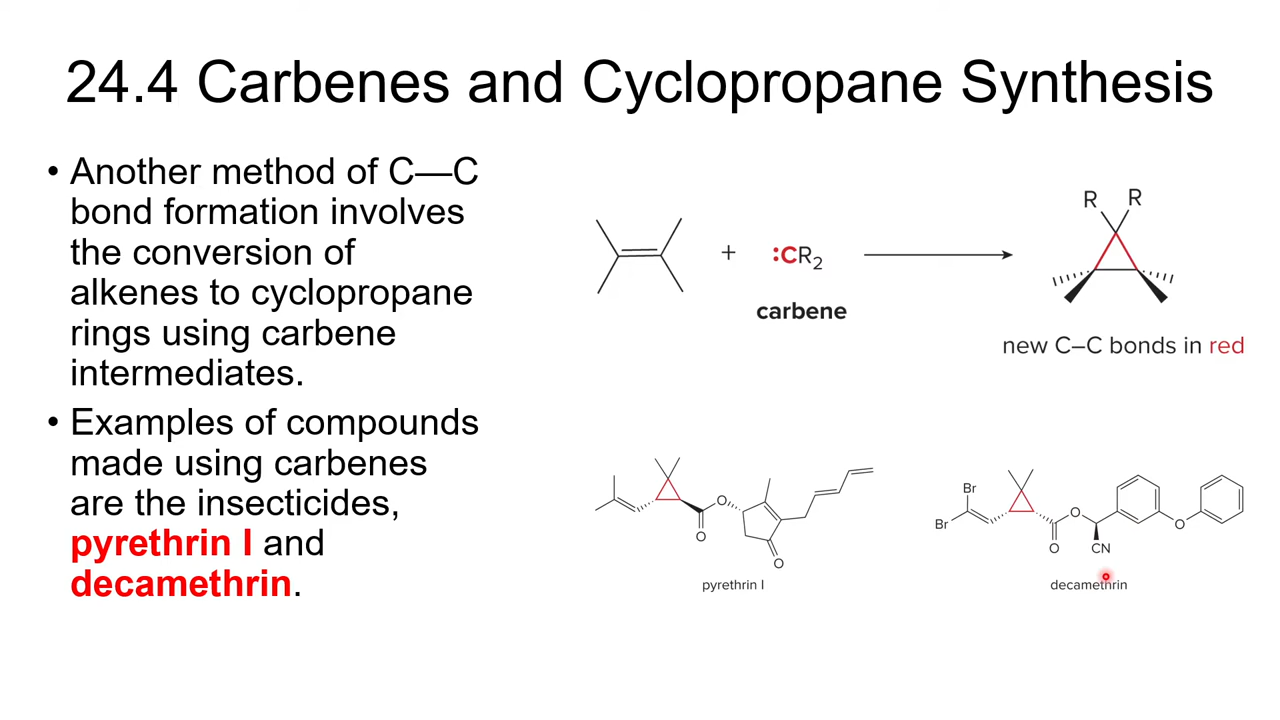 24.4 Carbenes and Cyclopropane Synthesis
• Another method of C—C
bond formation involves
the conversion of
alkenes to cyclopropane
rings using carbene
intermediates.
• Examples of compounds
made using carbenes
are the insecticides,
pyrethrin I and
decamethrin.
+
:CR₂
carbene
R R
new C–C bonds in red
O
O
O
pyrethrin I
Br
Br
O
O
CN
O
decamethrin